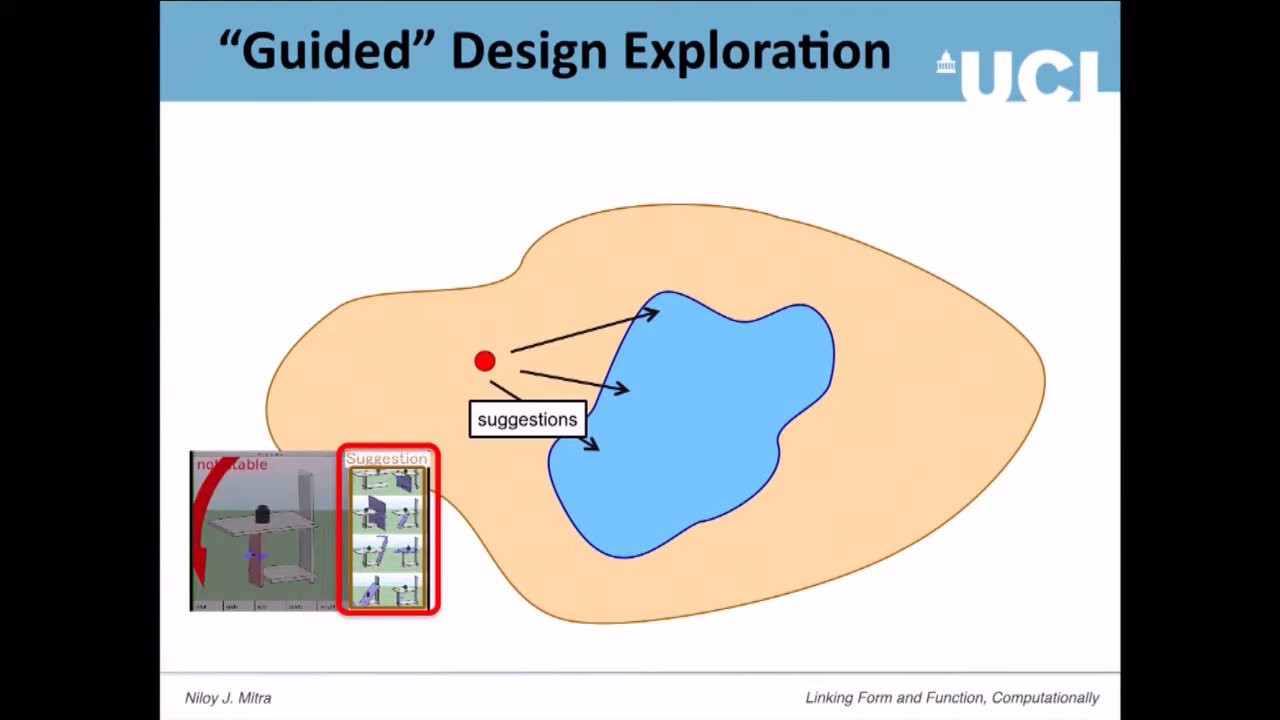 “Guided” Design Exploration
UCL
suggestions
Suggestion
Niloy J. Mitra
Linking Form and Function, Computationally